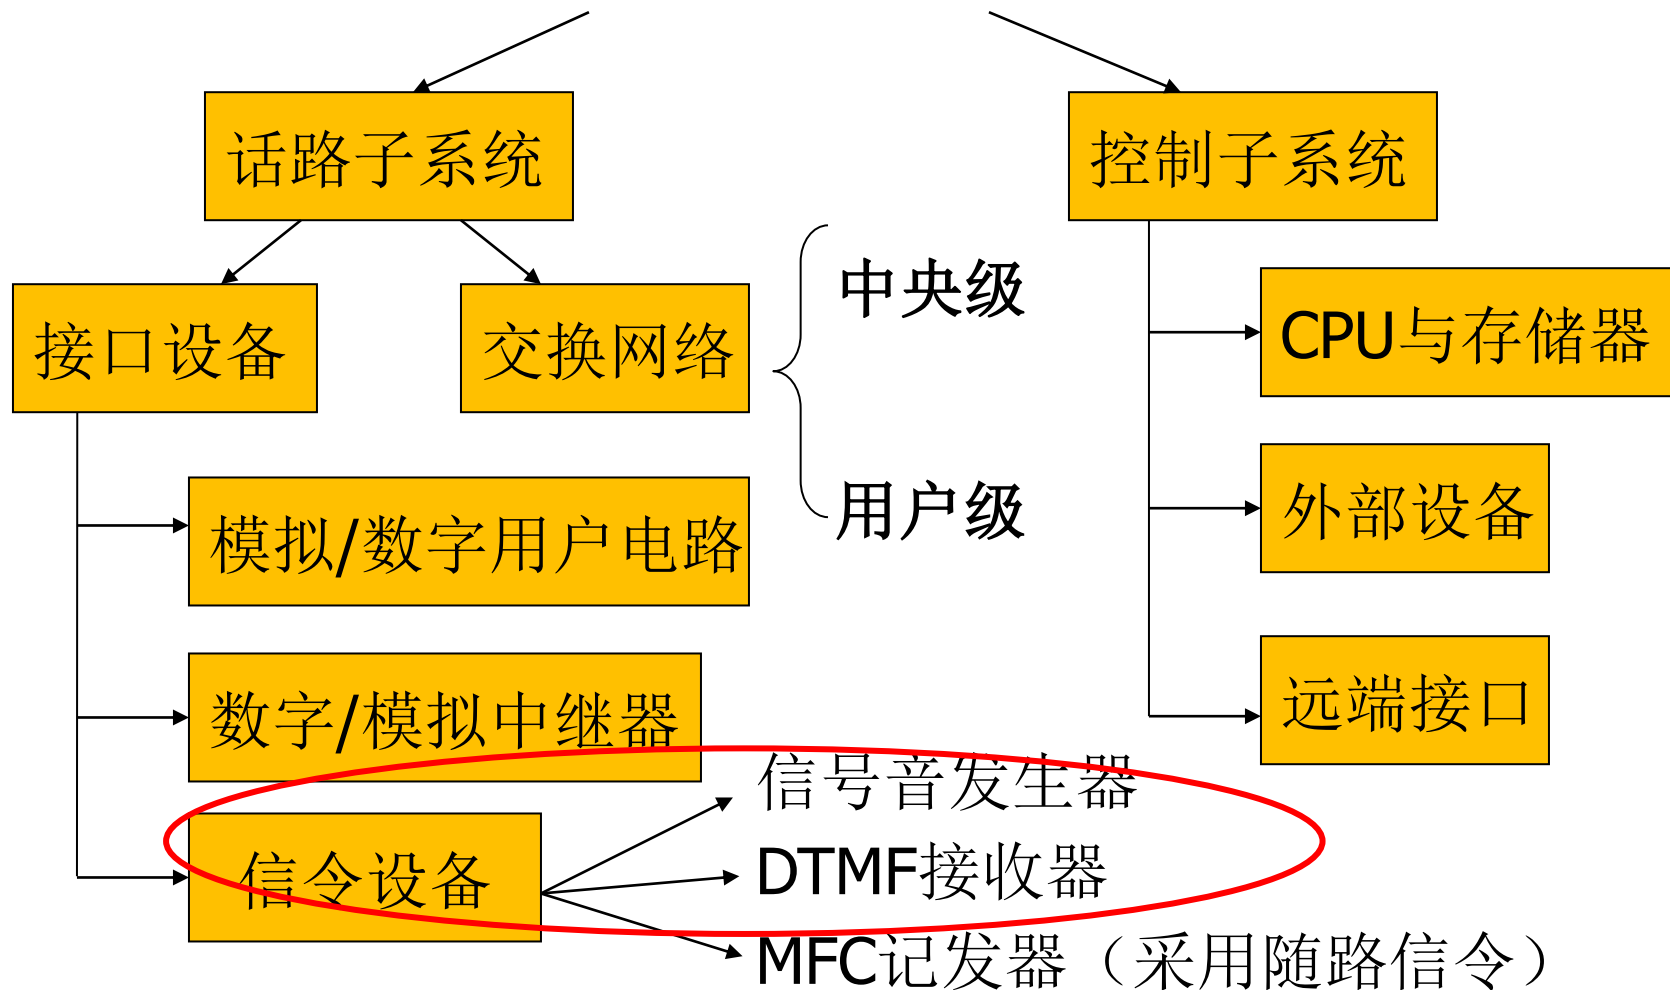 话路子系统
控制子系统
接口设备
交换网络
中央级
用户级
CPU与存储器
外部设备
远端接口
模拟/数字用户电路
数字/模拟中继器
信令设备
信号音发生器
DTMF接收器
MFC记发器（采用随路信令）